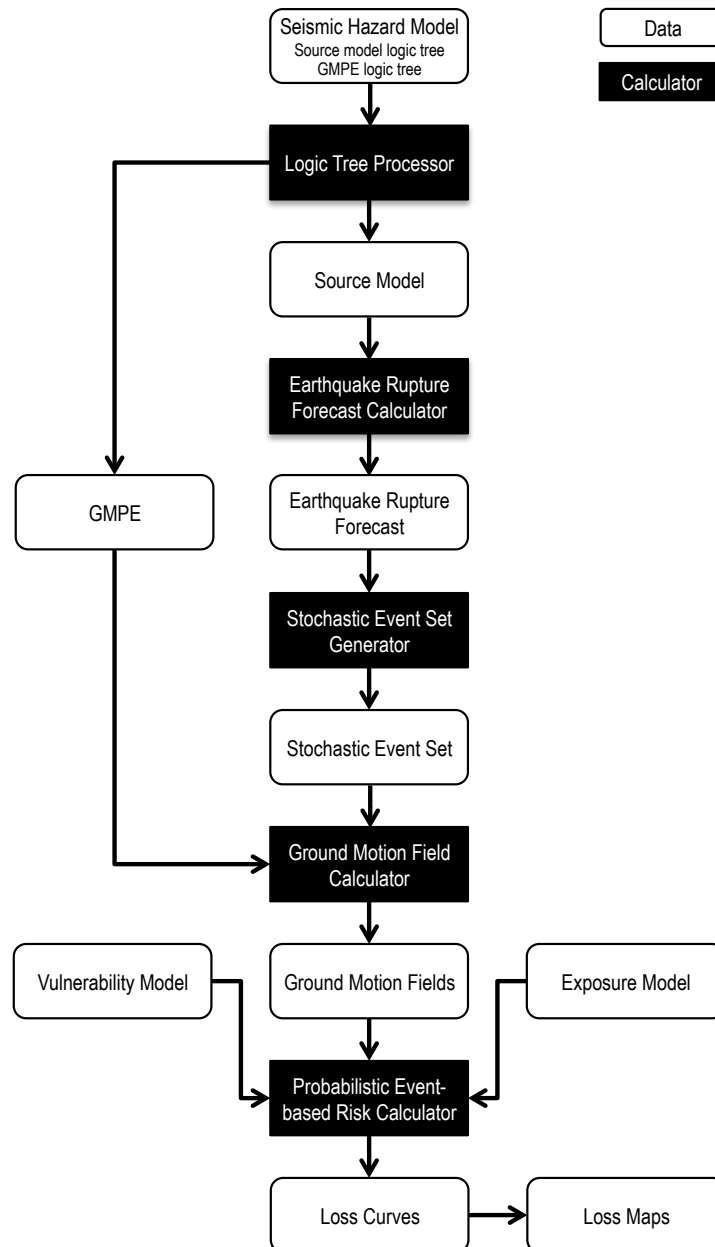 Seismic Hazard Model
Source model logic tree
GMPE logic tree
Data
Calculator
Logic Tree Processor
Source Model
Earthquake Rupture
Forecast Calculator
GMPE
Earthquake Rupture
Forecast
Stochastic Event Set
Generator
Stochastic Event Set
Ground Motion Field
Calculator
Vulnerability Model
Ground Motion Fields
Exposure Model
Probabilistic Event-
based Risk Calculator
Loss Curves
Loss Maps